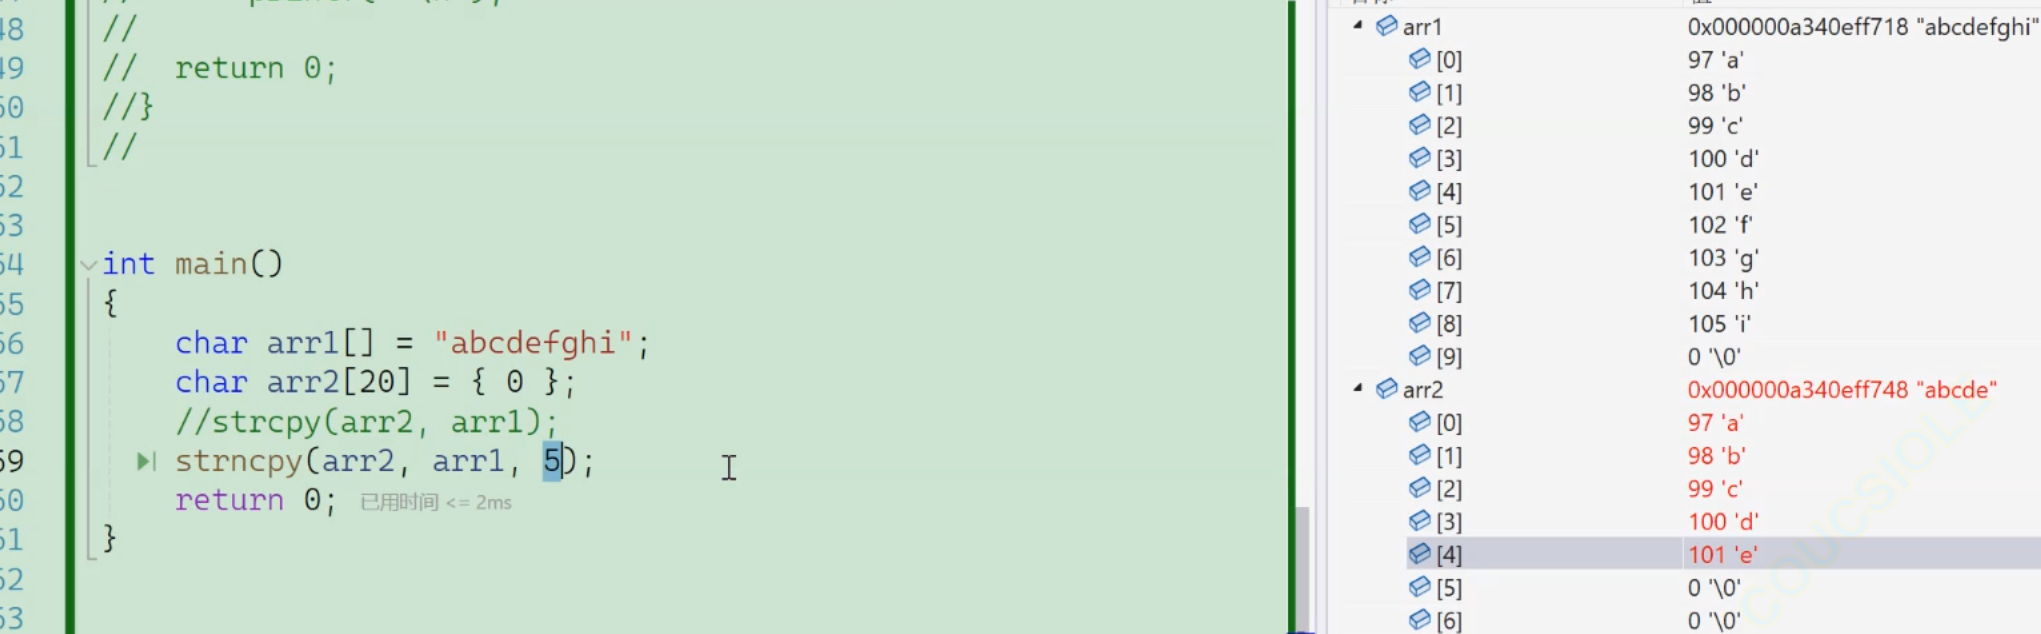 48 //
49 // return 0;
50 //}
51 //
52
53
54 int main()
55 {
56 char arr1[] = "abcdefghi";
57 char arr2[20] = { 0 };
58 //strcpy(arr2, arr1);
59 strncpy(arr2, arr1, 5);
60 return 0; 已用时间 <= 2ms
61 }
62
63
arr1 0x000000a340eff718 "abcdefghi"
[0] 97 'a'
[1] 98 'b'
[2] 99 'c'
[3] 100 'd'
[4] 101 'e'
[5] 102 'f'
[6] 103 'g'
[7] 104 'h'
[8] 105 'i'
[9] 0 '\0'
arr2 0x000000a340eff748 "abcde"
[0] 97 'a'
[1] 98 'b'
[2] 99 'c'
[3] 100 'd'
[4] 101 'e'
[5] 0 '\0'
[6] 0 '\0'